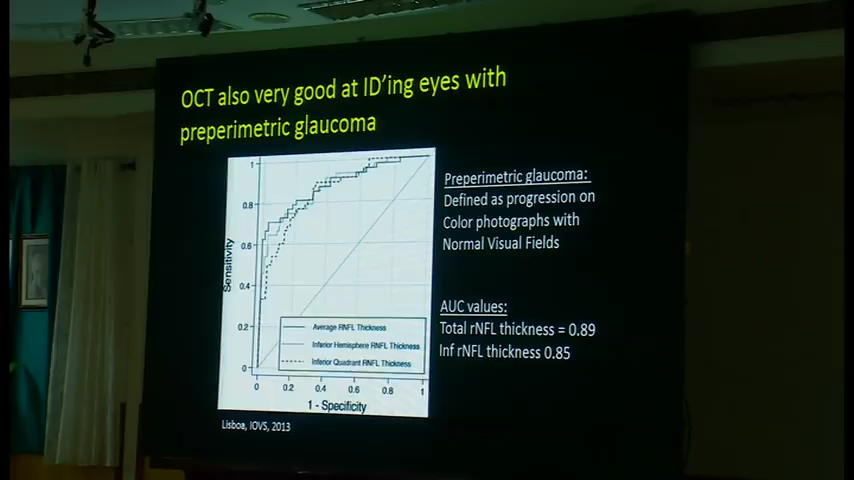 OCT also very good at ID'ing eyes with
preperimetric glaucoma
Preperimetric glaucoma:
Defined as progression on
Color photographs with
Normal Visual Fields
AUC values:
Total rNFL thickness = 0.89
Inf rNFL thickness 0.85
Sensitivity
1
0.8
0.6
0.4
0.2
0
Average RNFL Thickness
Inferior Hemisphere RNFL Thickness
Inferior Quadrant RNFL Thickness
0 0.2 0.4 0.6 0.8 1
1 - Specificity
Lisboa, IOVS, 2013